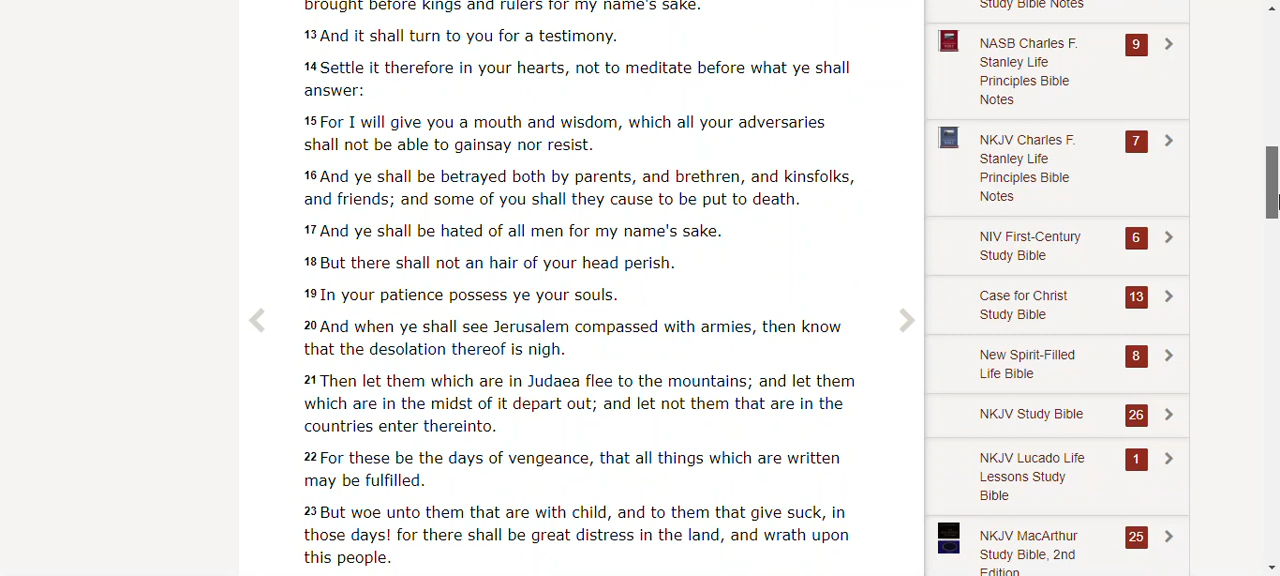 brought before kings and rulers for my name's sake.
13 And it shall turn to you for a testimony.
14 Settle it therefore in your hearts, not to meditate before what ye shall
answer:
15 For I will give you a mouth and wisdom, which all your adversaries
shall not be able to gainsay nor resist.
16 And ye shall be betrayed both by parents, and brethren, and kinsfolks,
and friends; and some of you shall they cause to be put to death.
17 And ye shall be hated of all men for my name's sake.
18 But there shall not an hair of your head perish.
19 In your patience possess ye your souls.
20 And when ye shall see Jerusalem compassed with armies, then know
that the desolation thereof is nigh.
21 Then let them which are in Judaea flee to the mountains; and let them
which are in the midst of it depart out; and let not them that are in the
countries enter thereinto.
22 For these be the days of vengeance, that all things which are written
may be fulfilled.
23 But woe unto them that are with child, and to them that give suck, in
those days! for there shall be great distress in the land, and wrath upon
this people.
Study Bible Notes
NASB Charles F. 9
Stanley Life
Principles Bible
Notes
NKJV Charles F. 7
Stanley Life
Principles Bible
Notes
NIV First-Century 6
Study Bible
Case for Christ 13
Study Bible
New Spirit-Filled 8
Life Bible
NKJV Study Bible 26
NKJV Lucado Life 1
Lessons Study
Bible
NKJV MacArthur 25
Study Bible, 2nd
Edition